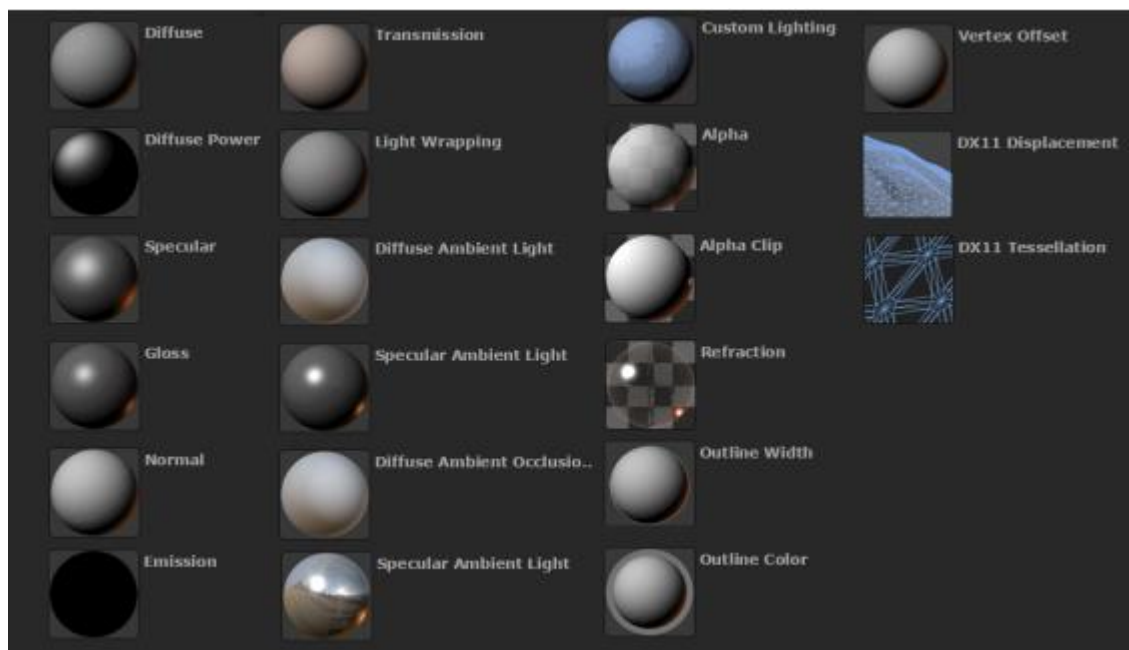 Diffuse
Diffuse Power
Specular
Gloss
Normal
Emission
Transmission
Light Wrapping
Diffuse Ambient Light
Specular Ambient Light
Diffuse Ambient Occlusio..
Specular Ambient Light
Custom Lighting
Alpha
Alpha Clip
Refraction
Outline Width
Outline Color
Vertex Offset
DX11 Displacement
DX11 Tessellation